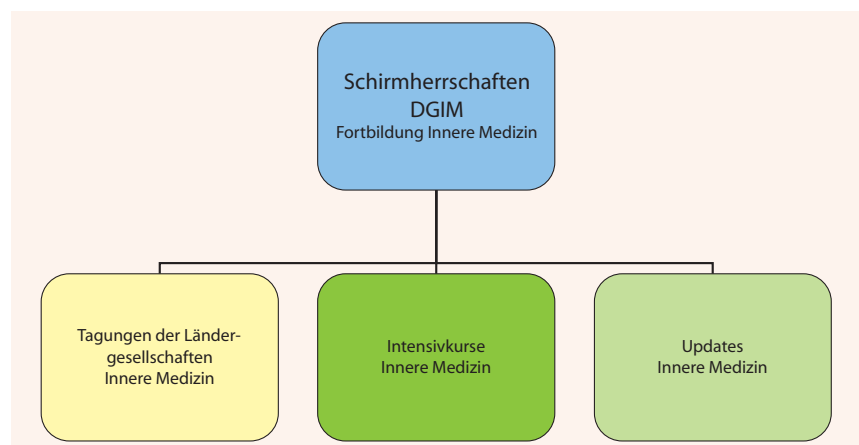 Schirmherrschaften
DGIM
Fortbildung Innere Medizin
Tagungen der Länder-
gesellschaften
Innere Medizin
Intensivkurse
Innere Medizin
Updates
Innere Medizin